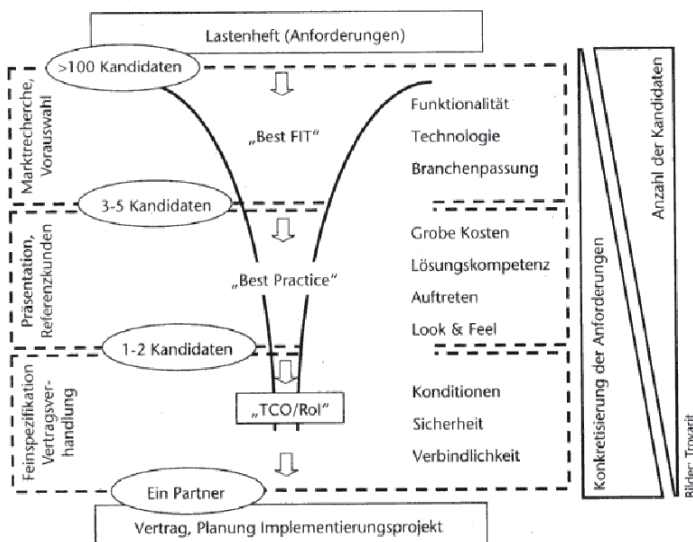 Lastenheft (Anforderungen)
>100 Kandidaten
Marktrecherche,
Vorauswahl
„Best FIT“
Funktionalität
Technologie
Branchenpassung
3-5 Kandidaten
Präsentation,
Referenzkunden
„Best Practice“
Grobe Kosten
Lösungskompetenz
Auftreten
Look & Feel
1-2 Kandidaten
Feinspezifikation
Vertragsver-
handlung
„TCO/RoI“
Konditionen
Sicherheit
Verbindlichkeit
Ein Partner
Vertrag, Planung Implementierungsprojekt
Konkretisierung der Anforderungen
Anzahl der Kandidaten
Bilder: Trovarit